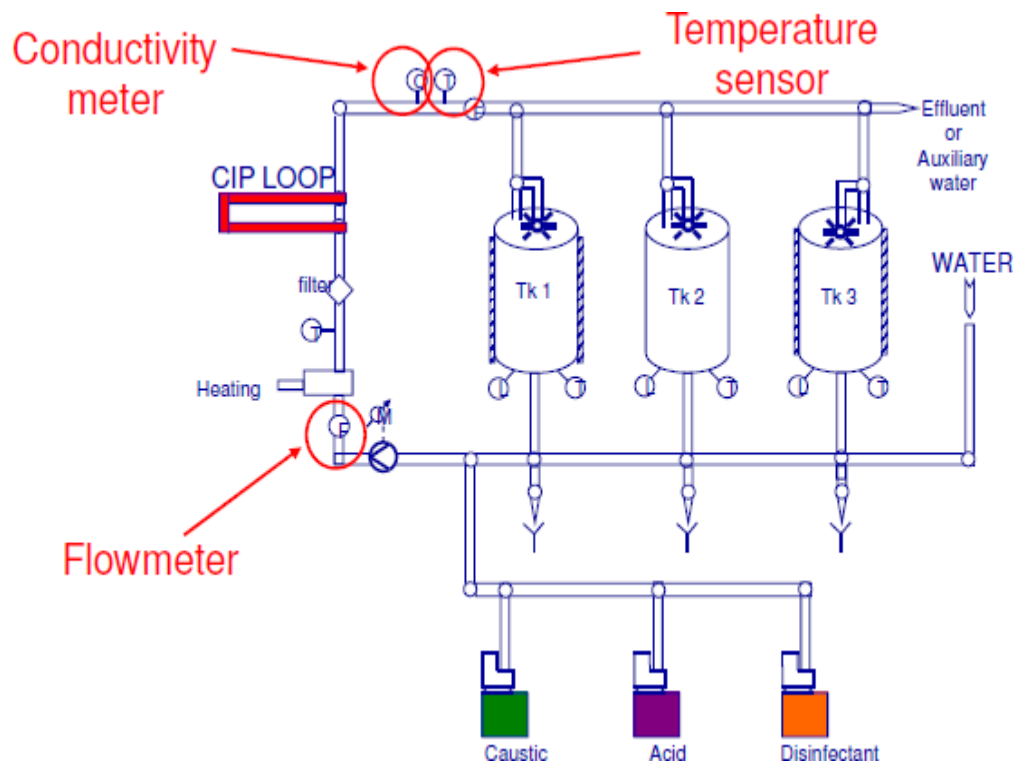 Conductivity
meter
Temperature
sensor
C
T
F
Effluent
or
Auxiliary
water
CIP LOOP
WATER
filter
Tk 1
Tk 2
Tk 3
T
Heating
L
T
L
T
L
T
F
M
Flowmeter
Caustic
Acid
Disinfectant